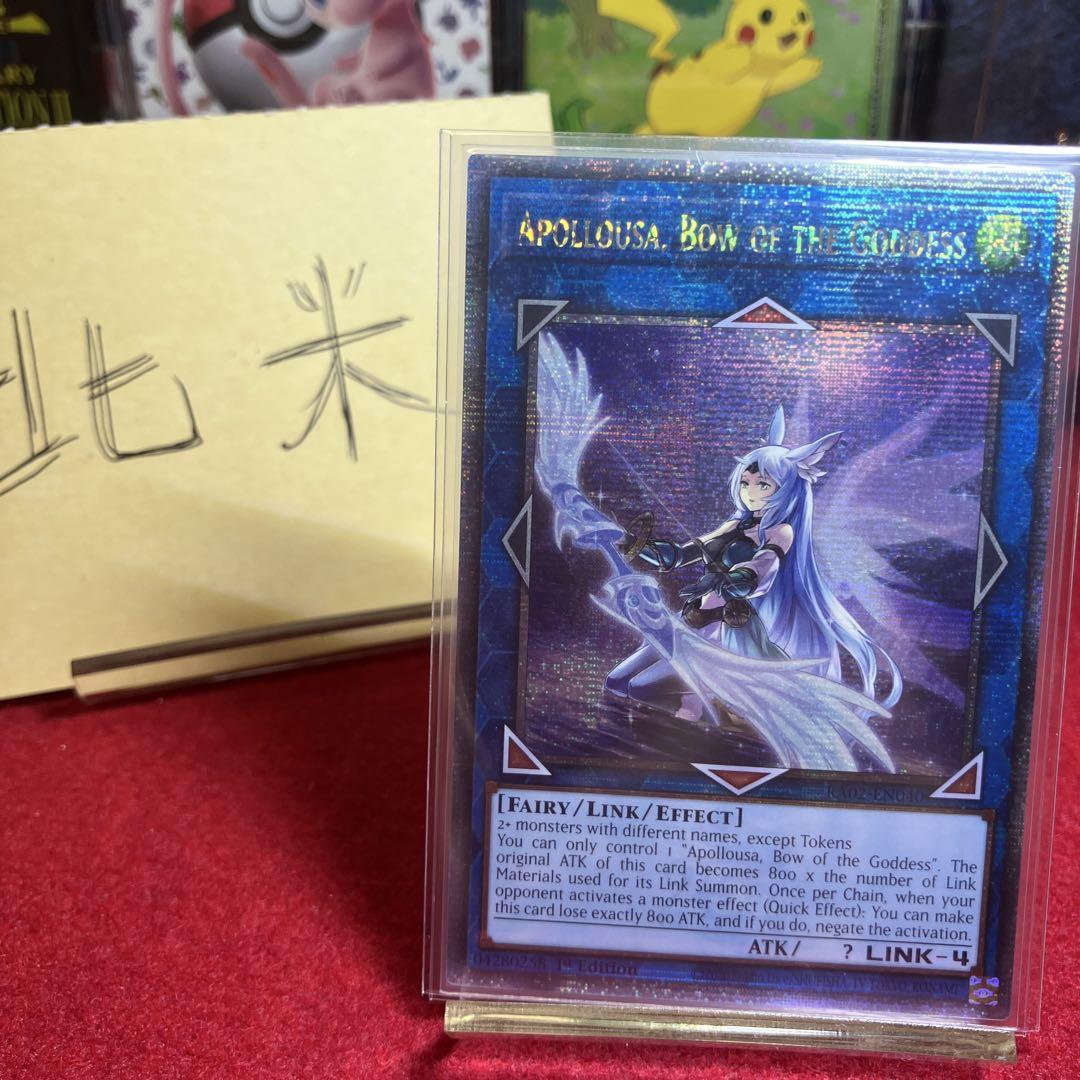 北米
APOLLOUSA, BOW OF THE GODDESS
RA02-EN040
[FAIRY/LINK/EFFECT]
2+ monsters with different names, except Tokens
You can only control 1 "Apollousa, Bow of the Goddess". The
original ATK of this card becomes 800 x the number of Link
Materials used for its Link Summon. Once per Chain, when your
opponent activates a monster effect (Quick Effect): You can make
this card lose exactly 800 ATK, and if you do, negate the activation.
ATK/ ? LINK-4
04280258 1st Edition